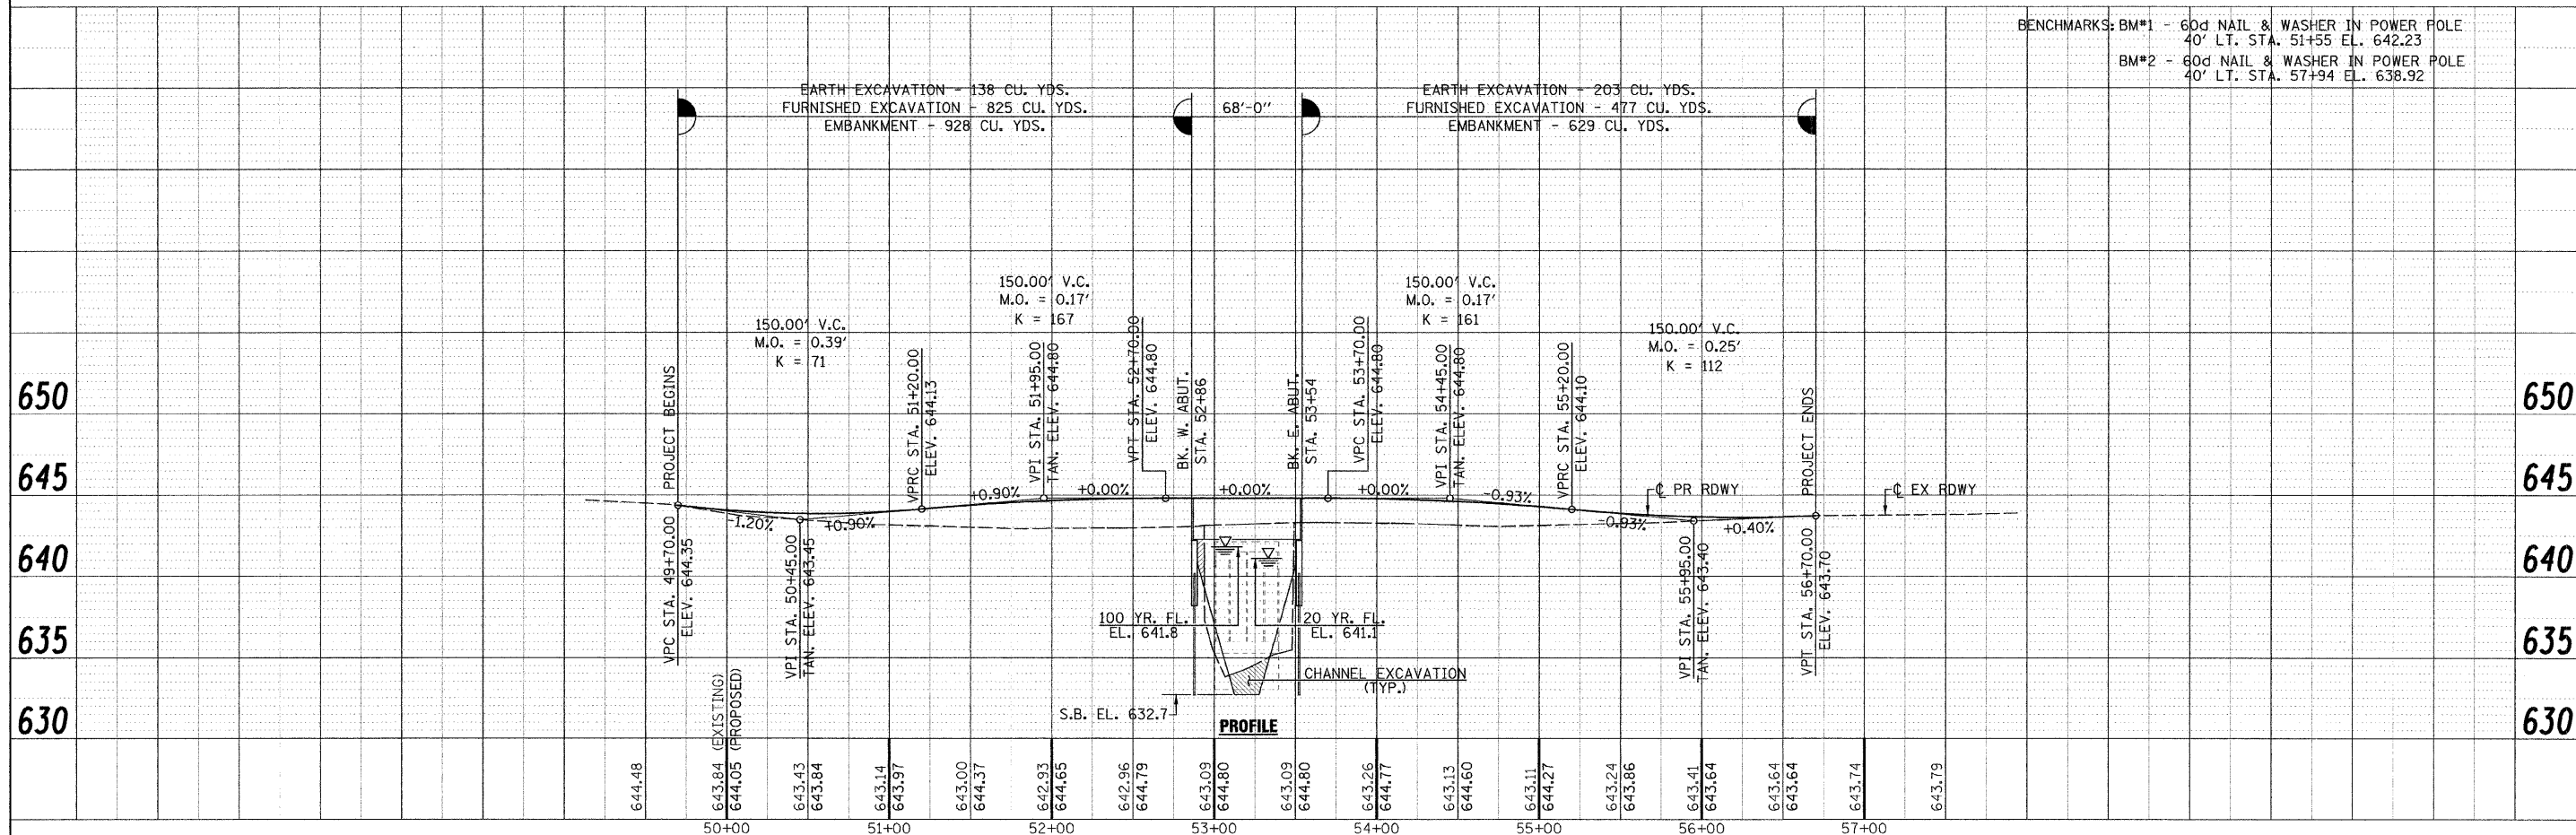 BENCHMARKS: BM#1 - 60d NAIL & WASHER IN POWER POLE
40' LT. STA. 51+55 EL. 642.23
BM#2 - 60d NAIL & WASHER IN POWER POLE
40' LT. STA. 57+94 EL. 638.92
EARTH EXCAVATION - 138 CU. YDS.
FURNISHED EXCAVATION - 825 CU. YDS.
EMBANKMENT - 928 CU. YDS.
68'-0"
EARTH EXCAVATION - 203 CU. YDS.
FURNISHED EXCAVATION - 477 CU. YDS.
EMBANKMENT - 629 CU. YDS.
150.00' V.C.
M.O. = 0.39'
K = 71
150.00' V.C.
M.O. = 0.17'
K = 167
150.00' V.C.
M.O. = 0.17'
K = 161
150.00' V.C.
M.O. = 0.25'
K = 112
650
645
640
635
630
PROJECT BEGINS
VPC STA. 49+70.00
ELEV. 644.35
VPI STA. 50+45.00
TAN. ELEV. 643.45
VPRC STA. 51+20.00
ELEV. 644.13
VPI STA. 51+95.00
TAN. ELEV. 644.80
VPT STA. 52+70.00
ELEV. 644.80
BK. W. ABUT.
STA. 52+86
BK. E. ABUT.
STA. 53+54
VPC STA. 53+70.00
ELEV. 644.80
VPI STA. 54+45.00
TAN. ELEV. 644.80
VPRC STA. 55+20.00
ELEV. 644.10
VPI STA. 55+95.00
TAN. ELEV. 643.40
PROJECT ENDS
VPT STA. 56+70.00
ELEV. 643.70
-1.20%
+0.90%
+0.90%
+0.00%
+0.00%
+0.00%
-0.93%
-0.93%
+0.40%
℄ PR RDWY
℄ EX RDWY
100 YR. FL.
EL. 641.8
20 YR. FL.
EL. 641.1
CHANNEL EXCAVATION
(TYP.)
S.B. EL. 632.7
PROFILE
650
645
640
635
630
(EXISTING)
(PROPOSED)
644.48
643.84
644.05
643.43
643.84
643.14
643.97
643.00
644.37
642.93
644.65
642.96
644.79
643.09
644.80
643.09
644.80
643.26
644.77
643.13
644.60
643.11
644.27
643.24
643.86
643.41
643.64
643.64
643.64
643.74
643.79
50+00
51+00
52+00
53+00
54+00
55+00
56+00
57+00